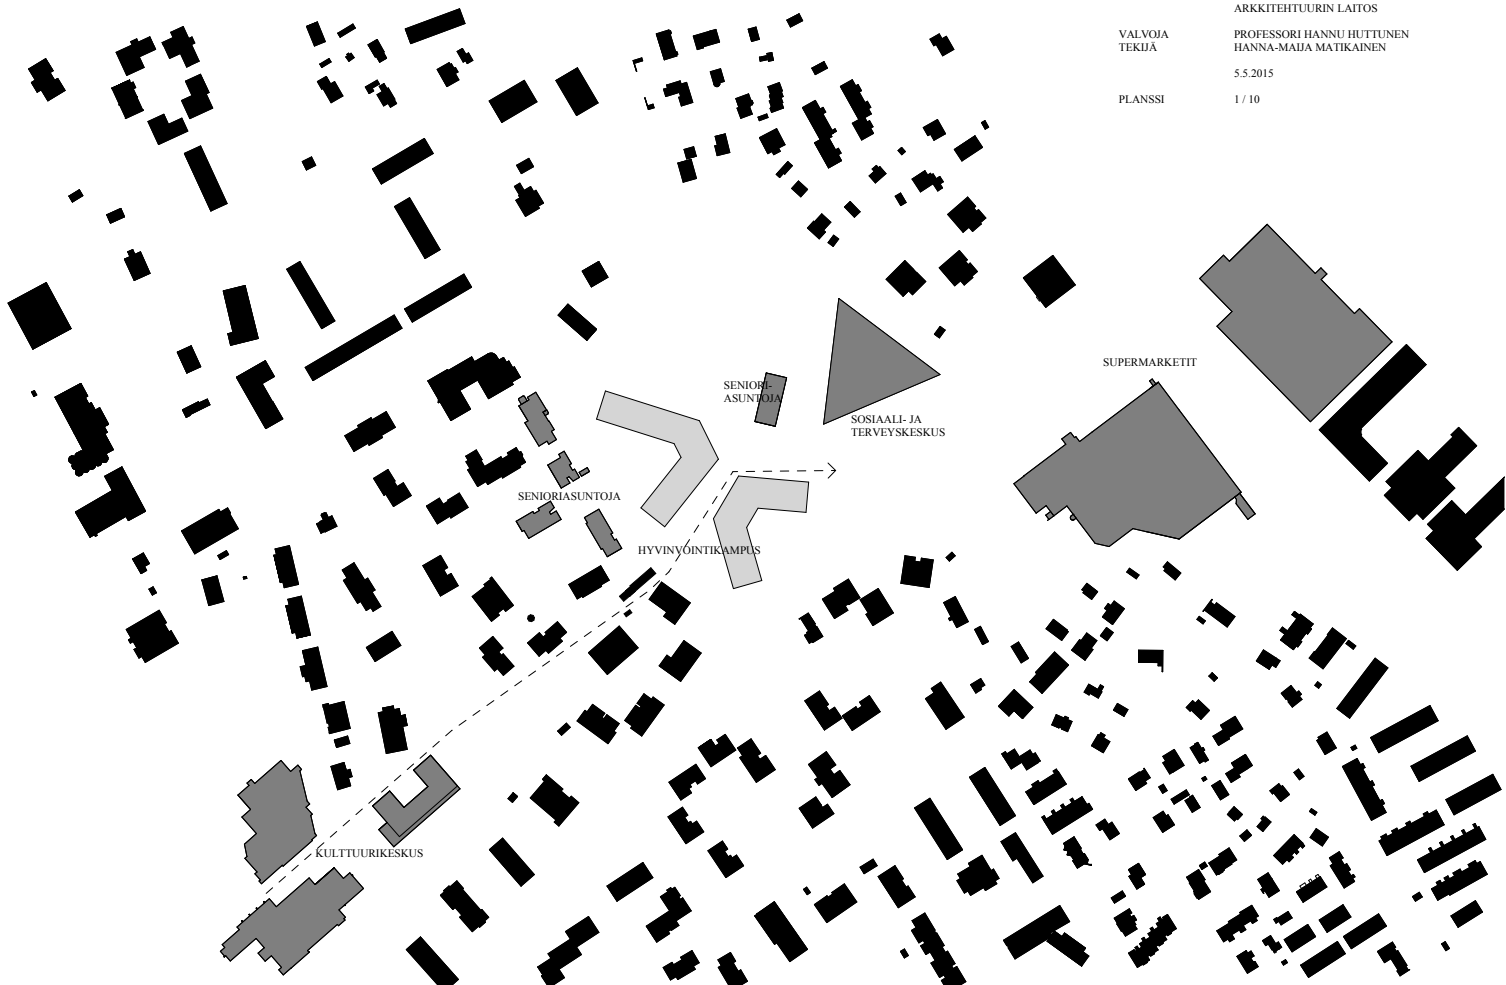 ARKKITEHTUURIN LAITOS
VALVOJA PROFESSORI HANNU HUTTUNEN
TEKIJÄ HANNA-MAIJA MATIKAINEN
5.5.2015
PLANSSI 1 / 10
SUPERMARKETIT
SENIORI-
ASUNTOJA
SOSIAALI- JA
TERVEYSKESKUS
SENIORIASUNTOJA
HYVINVOINTIKAMPUS
KULTTUURIKESKUS